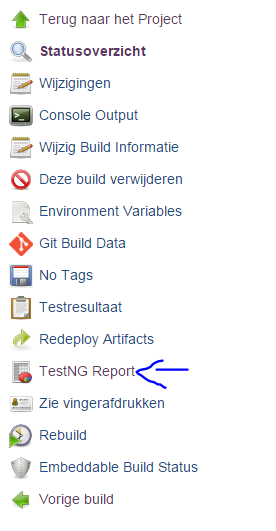 Terug naar het Project
Statusoverzicht
Wijzigingen
Console Output
Wijzig Build Informatie
Deze build verwijderen
Environment Variables
Git Build Data
No Tags
Testresultaat
Redeploy Artifacts
TestNG Report
Zie vingerafdrukken
Rebuild
Embeddable Build Status
Vorige build